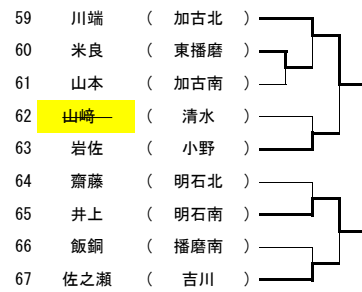 59 川端 ( 加古北 )
60 米良 ( 東播磨 )
61 山本 ( 加古南 )
62 山﨑 ( 清水 )
63 岩佐 ( 小野 )
64 齋藤 ( 明石北 )
65 井上 ( 明石南 )
66 飯銅 ( 播磨南 )
67 佐之瀬 ( 吉川 )